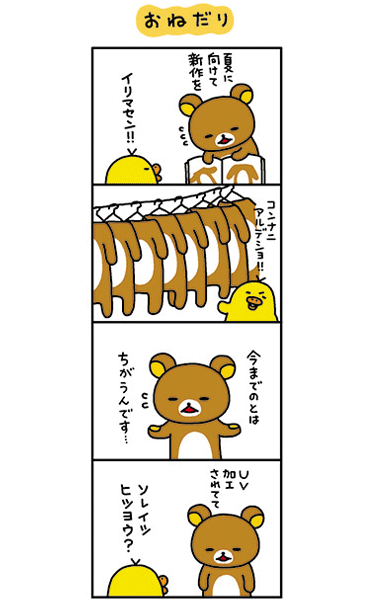 おねだり
夏に
向けて
新作を
イリマセン!!
コンナニ
アルデショ!!
今までのとは
ちがうんです…
UV
加工
されてて
ソレイツ
ヒツヨウ?